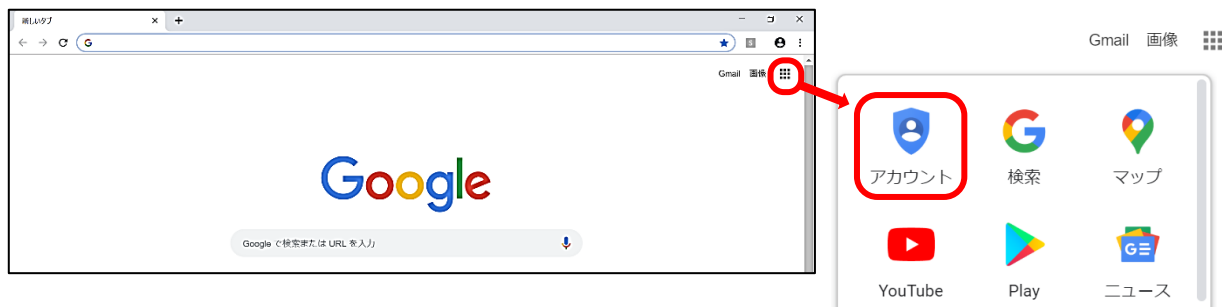 新しいタブ
Gmail 画像
Google
Google で検索または URL を入力
Gmail 画像
アカウント 検索 マップ
YouTube Play ニュース